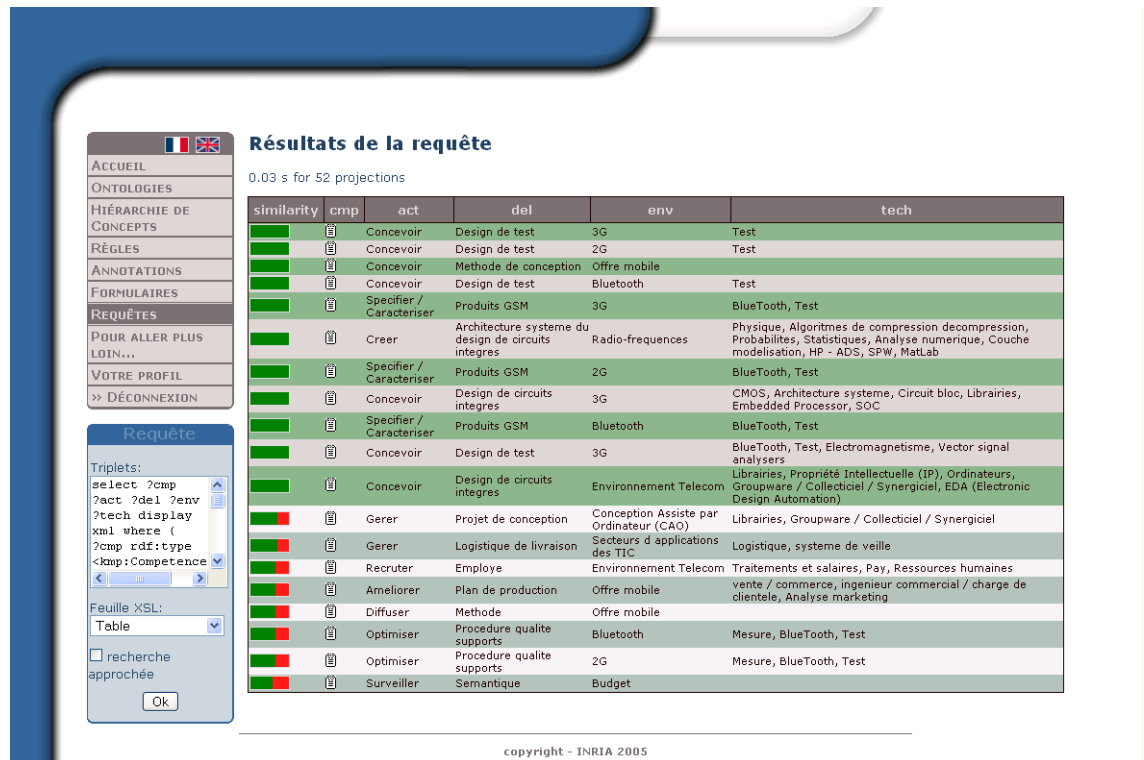 Résultats de la requête
0.03 s for 52 projections
ACCUEIL
ONTOLOGIES
HIÉRARCHIE DE
CONCEPTS
RÈGLES
ANNOTATIONS
FORMULAIRES
REQUÊTES
POUR ALLER PLUS
LOIN...
VOTRE PROFIL
» DÉCONNEXION
Requête
Triplets:
select ?cmp
?act ?del ?env
?tech display
xml where (
?cmp rdf:type
<kmp:Competence
Feuille XSL:
Table
recherche
approchée
Ok
similarity cmp act del env tech
Concevoir Design de test 3G Test
Concevoir Design de test 2G Test
Concevoir Methode de conception Offre mobile
Concevoir Design de test Bluetooth Test
Specifier /
Caracteriser Produits GSM 3G BlueTooth, Test
Architecture systeme du Physique, Algoritmes de compression decompression,
Creer design de circuits Radio-frequences Probabilites, Statistiques, Analyse numerique, Couche
integres modelisation, HP - ADS, SPW, MatLab
Specifier /
Caracteriser Produits GSM 2G BlueTooth, Test
Concevoir Design de circuits 3G CMOS, Architecture systeme, Circuit bloc, Librairies,
integres Embedded Processor, SOC
Specifier /
Caracteriser Produits GSM Bluetooth BlueTooth, Test
Concevoir Design de test 3G BlueTooth, Test, Electromagnetisme, Vector signal
analysers
Librairies, Propriété Intellectuelle (IP), Ordinateurs,
Concevoir Design de circuits Environnement Telecom Groupware / Collecticiel / Synergiciel, EDA (Electronic
integres Design Automation)
Gerer Projet de conception Conception Assiste par Librairies, Groupware / Collecticiel / Synergiciel
Ordinateur (CAO)
Gerer Logistique de livraison Secteurs d applications Logistique, systeme de veille
des TIC
Recruter Employe Environnement Telecom Traitements et salaires, Pay, Ressources humaines
Ameliorer Plan de production Offre mobile vente / commerce, ingenieur commercial / charge de
clientele, Analyse marketing
Diffuser Methode Offre mobile
Optimiser Procedure qualite Bluetooth Mesure, BlueTooth, Test
supports
Optimiser Procedure qualite 2G Mesure, BlueTooth, Test
supports
Surveiller Semantique Budget
copyright - INRIA 2005